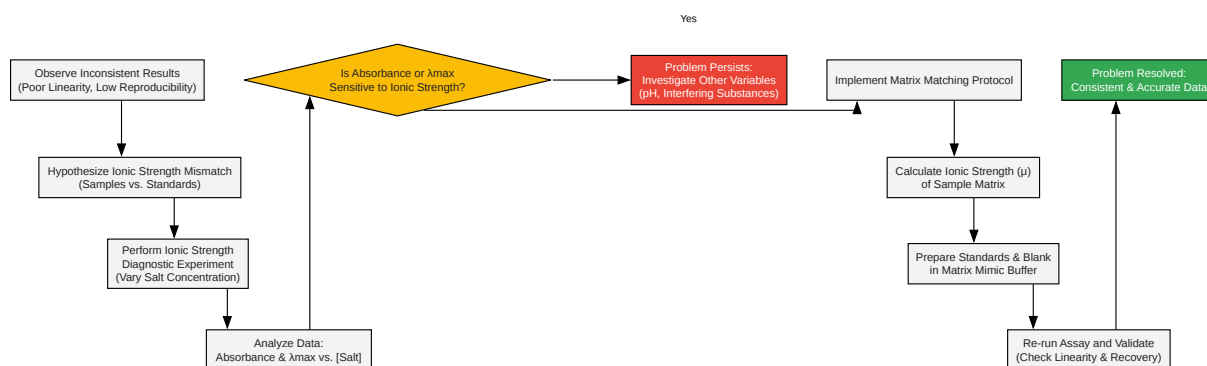 Yes
Observe Inconsistent Results
(Poor Linearity, Low Reproducibility)
Is Absorbance or λmax
Sensitive to Ionic Strength?
Problem Persists:
Investigate Other Variables
(pH, Interfering Substances)
Implement Matrix Matching Protocol
Problem Resolved:
Consistent & Accurate Data
Hypothesize Ionic Strength Mismatch
(Samples vs. Standards)
Calculate Ionic Strength (μ)
of Sample Matrix
Perform Ionic Strength
Diagnostic Experiment
(Vary Salt Concentration)
Prepare Standards & Blank
in Matrix Mimic Buffer
Analyze Data:
Absorbance & λmax vs. [Salt]
Re-run Assay and Validate
(Check Linearity & Recovery)